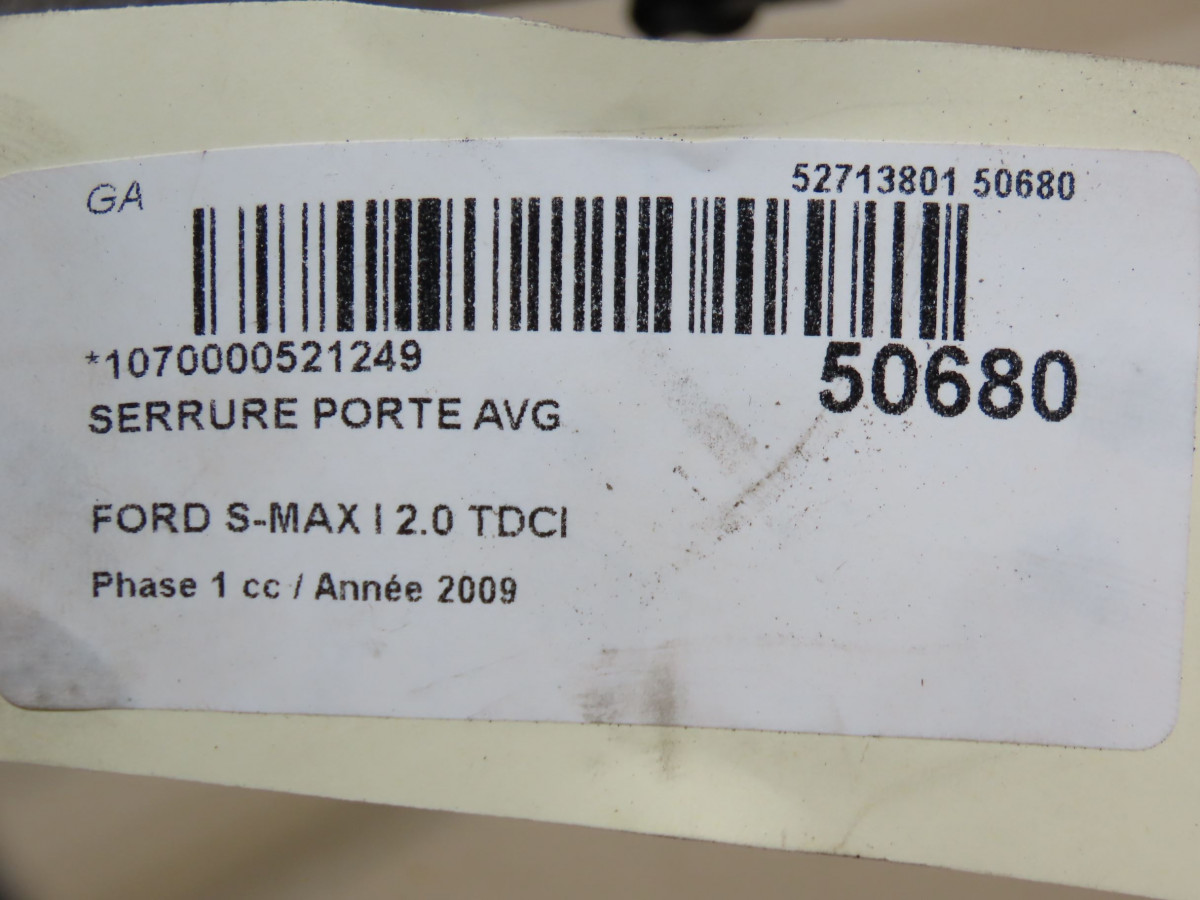 GA
52713801 50680
*1070000521249
50680
SERRURE PORTE AVG
FORD S-MAX I 2.0 TDCI
Phase 1 cc / Année 2009